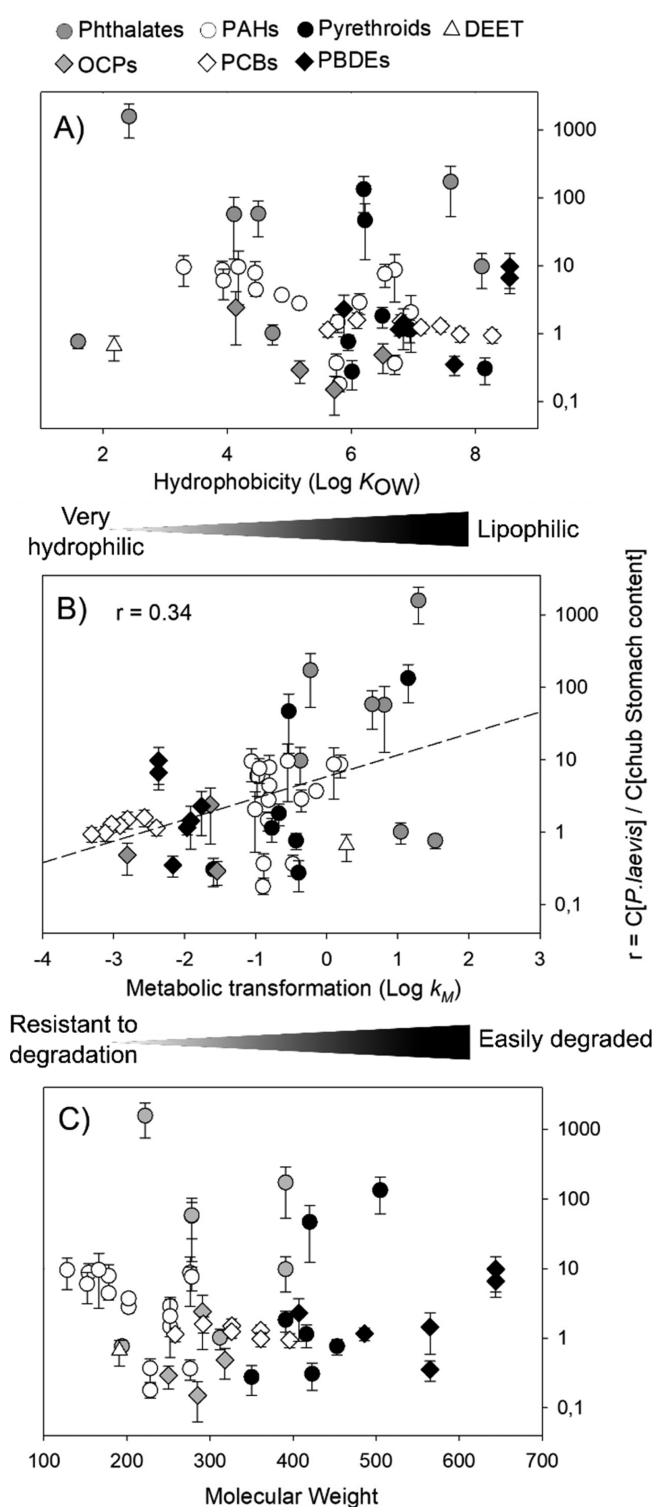 Phthalates PAHs Pyrethroids DEET
OCPs PCBs PBDEs
A)
1000
100
10
1
0,1
2 4 6 8
Hydrophobicity (Log KOW)
Very
hydrophilic
Lipophilic
B)
r = 0.34
1000
100
10
1
0,1
-4 -3 -2 -1 0 1 2 3
Metabolic transformation (Log kM)
Resistant to
degradation
Easily degraded
r = C[P.laevis] / C[chub Stomach content]
C)
1000
100
10
1
0,1
100 200 300 400 500 600 700
Molecular Weight